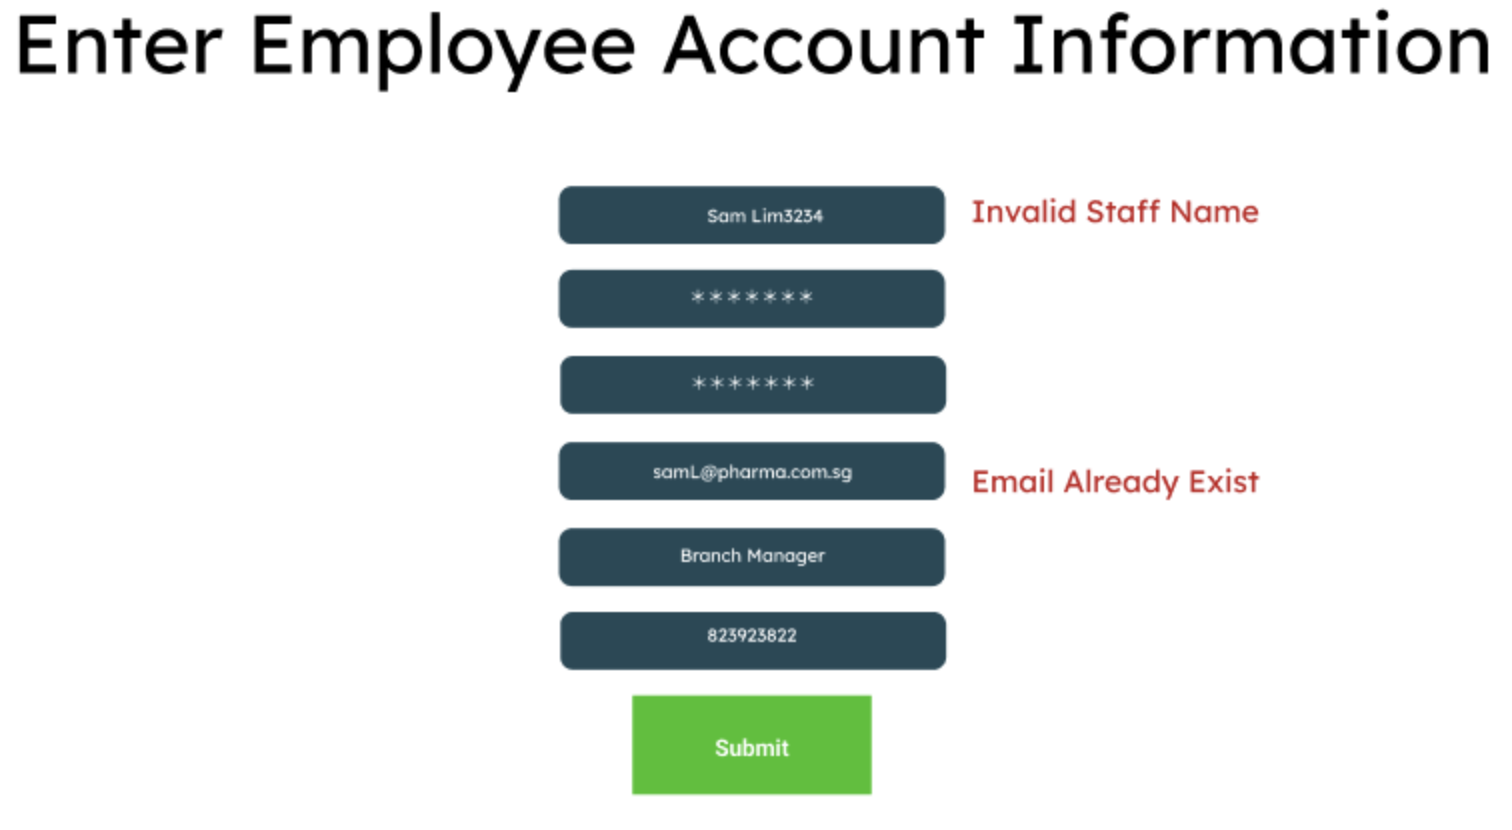 Enter Employee Account Information
Sam Lim3234
Invalid Staff Name
*******
*******
samL@pharma.com.sg
Email Already Exist
Branch Manager
823923822
Submit